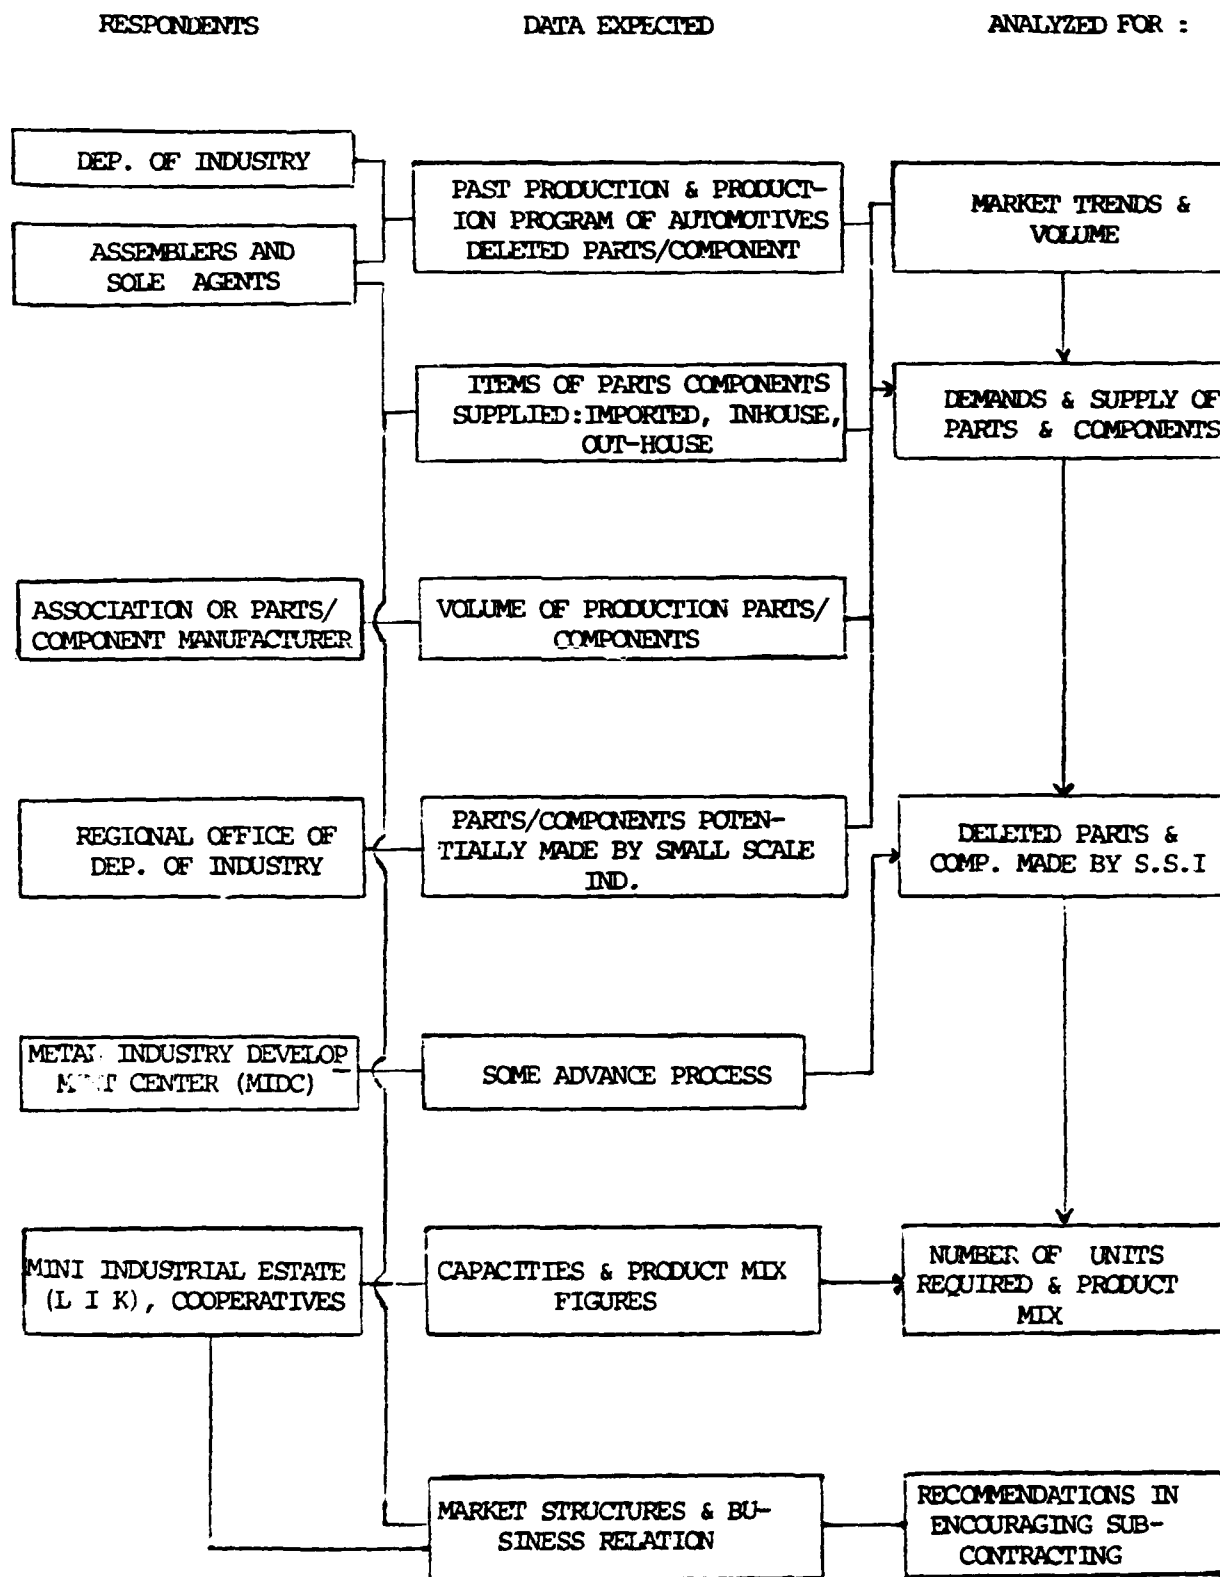 RESPONDENTS
DATA EXPECTED
ANALYZED FOR :
DEP. OF INDUSTRY
ASSEMBLERS AND
SOLE AGENTS
PAST PRODUCTION & PRODUCT-
ION PROGRAM OF AUTOMOTIVES
DELETED PARTS/COMPONENT
MARKET TRENDS &
VOLUME
ITEMS OF PARTS COMPONENTS
SUPPLIED:IMPORTED, INHOUSE,
OUT-HOUSE
DEMANDS & SUPPLY OF
PARTS & COMPONENTS
ASSOCIATION OR PARTS/
COMPONENT MANUFACTURER
VOLUME OF PRODUCTION PARTS/
COMPONENTS
REGIONAL OFFICE OF
DEP. OF INDUSTRY
PARTS/COMPONENTS POTEN-
TIALLY MADE BY SMALL SCALE
IND.
DELETED PARTS &
COMP. MADE BY S.S.I
INDUSTRY DEVELOP
CENTER (MIDC)
SOME ADVANCE PROCESS
MINI INDUSTRIAL ESTATE
(L I K), COOPERATIVES
CAPACITIES & PRODUCT MIX
FIGURES
NUMBER OF UNITS
REQUIRED & PRODUCT
MIX
MARKET STRUCTURES & BU-
SINESS RELATION
RECOMMENDATIONS IN
ENCOURAGING SUB-
CONTRACTING